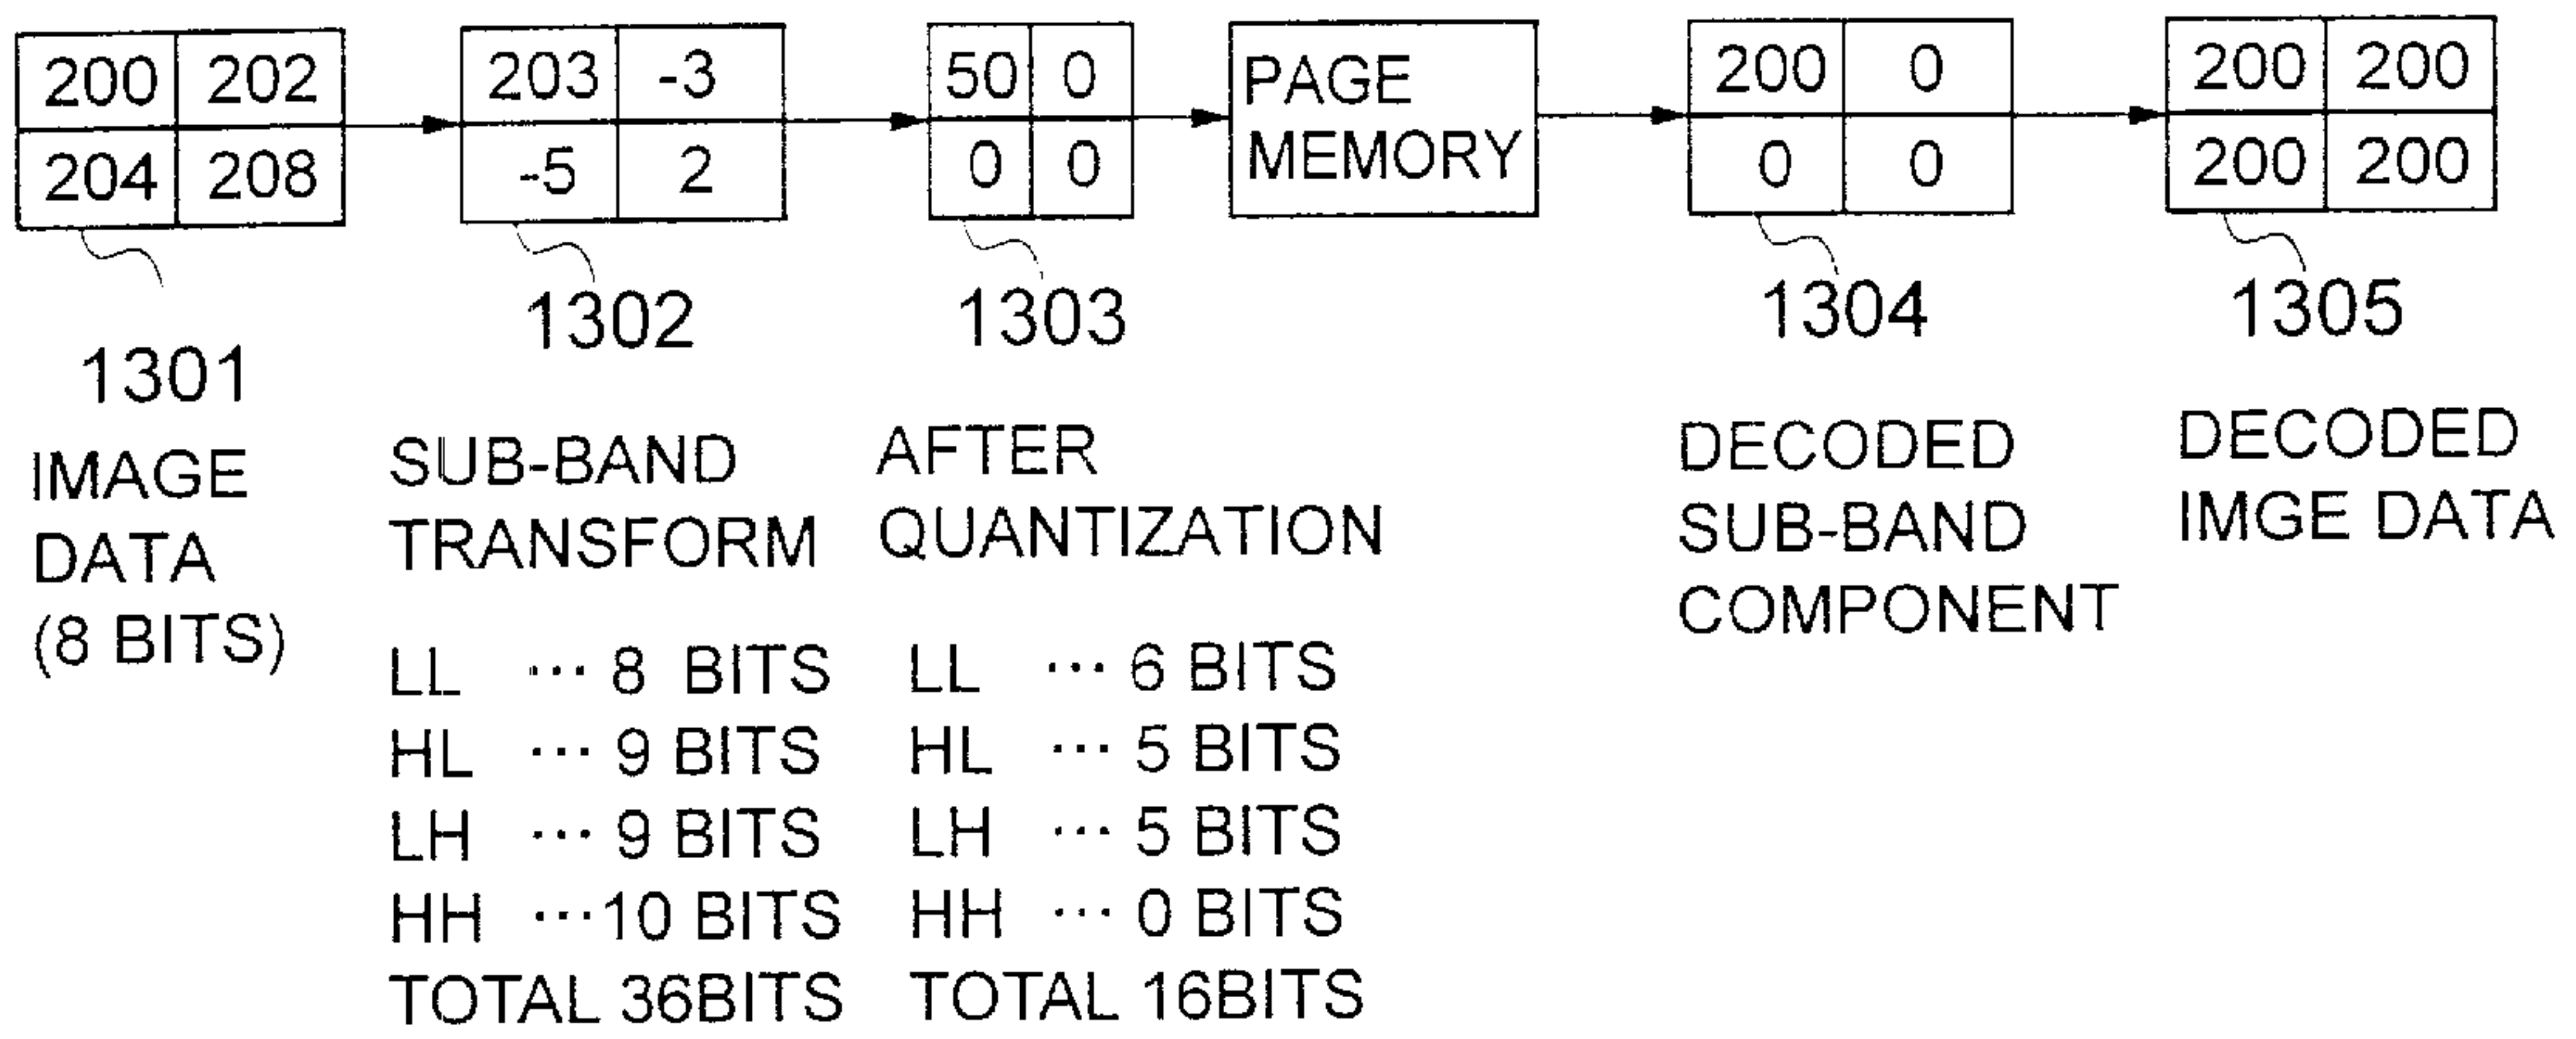 200 202
204 208
203 -3
-5 2
50 0
0 0
PAGE
MEMORY
200 0
0 0
200 200
200 200
1301
1302
1303
1304
1305
IMAGE
DATA
(8 BITS)
SUB-BAND
TRANSFORM
LL ··· 8 BITS
HL ··· 9 BITS
LH ··· 9 BITS
HH ···10 BITS
TOTAL 36BITS
AFTER
QUANTIZATION
LL ··· 6 BITS
HL ··· 5 BITS
LH ··· 5 BITS
HH ··· 0 BITS
TOTAL 16BITS
DECODED
SUB-BAND
COMPONENT
DECODED
IMGE DATA